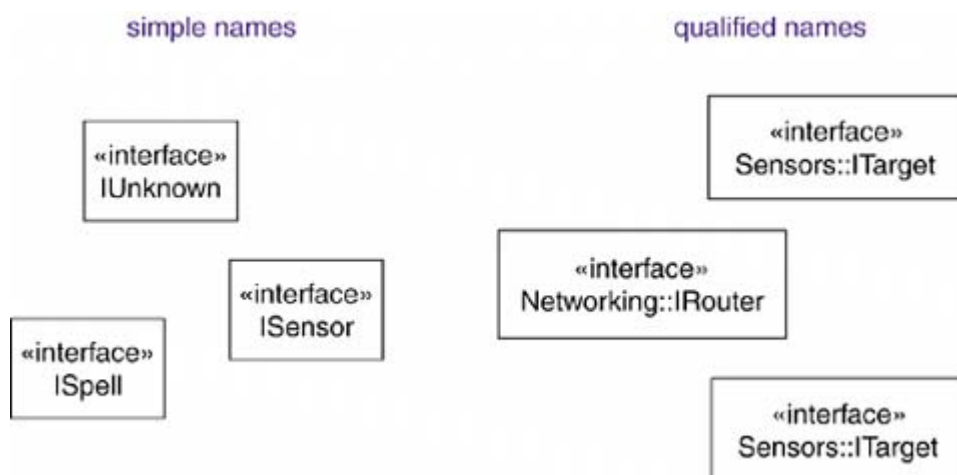 simple names
qualified names
«interface»
IUnknown
«interface»
ISensor
«interface»
ISpell
«interface»
Sensors::ITarget
«interface»
Networking::IRouter
«interface»
Sensors::ITarget